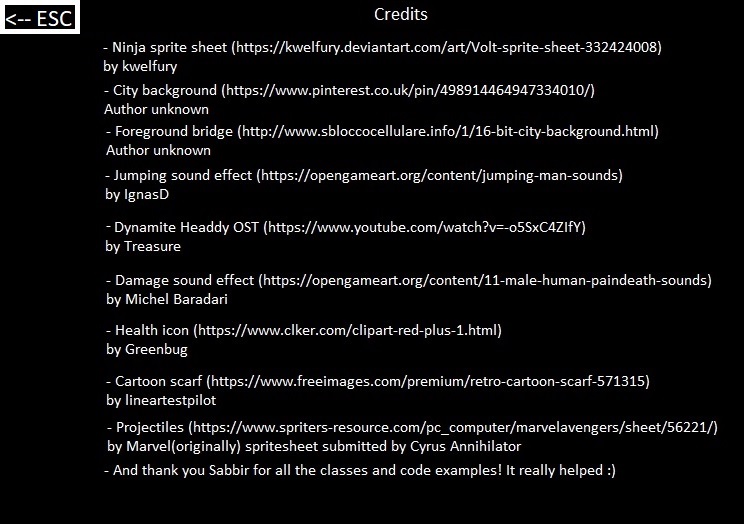 <-- ESC
Credits
- Ninja sprite sheet (https://kwelfury.deviantart.com/art/Volt-sprite-sheet-332424008)
by kwelfury
- City background (https://www.pinterest.co.uk/pin/498914464947334010/)
Author unknown
- Foreground bridge (http://www.sbloccocellulare.info/1/16-bit-city-background.html)
Author unknown
- Jumping sound effect (https://opengameart.org/content/jumping-man-sounds)
by IgnasD
- Dynamite Headdy OST (https://www.youtube.com/watch?v=-o5SxC4ZIfY)
by Treasure
- Damage sound effect (https://opengameart.org/content/11-male-human-paindeath-sounds)
by Michel Baradari
- Health icon (https://www.clker.com/clipart-red-plus-1.html)
by Greenbug
- Cartoon scarf (https://www.freeimages.com/premium/retro-cartoon-scarf-571315)
by lineartestpilot
- Projectiles (https://www.spriters-resource.com/pc_computer/marvelavengers/sheet/56221/)
by Marvel(originally) spritesheet submitted by Cyrus Annihilator
- And thank you Sabbir for all the classes and code examples! It really helped :)